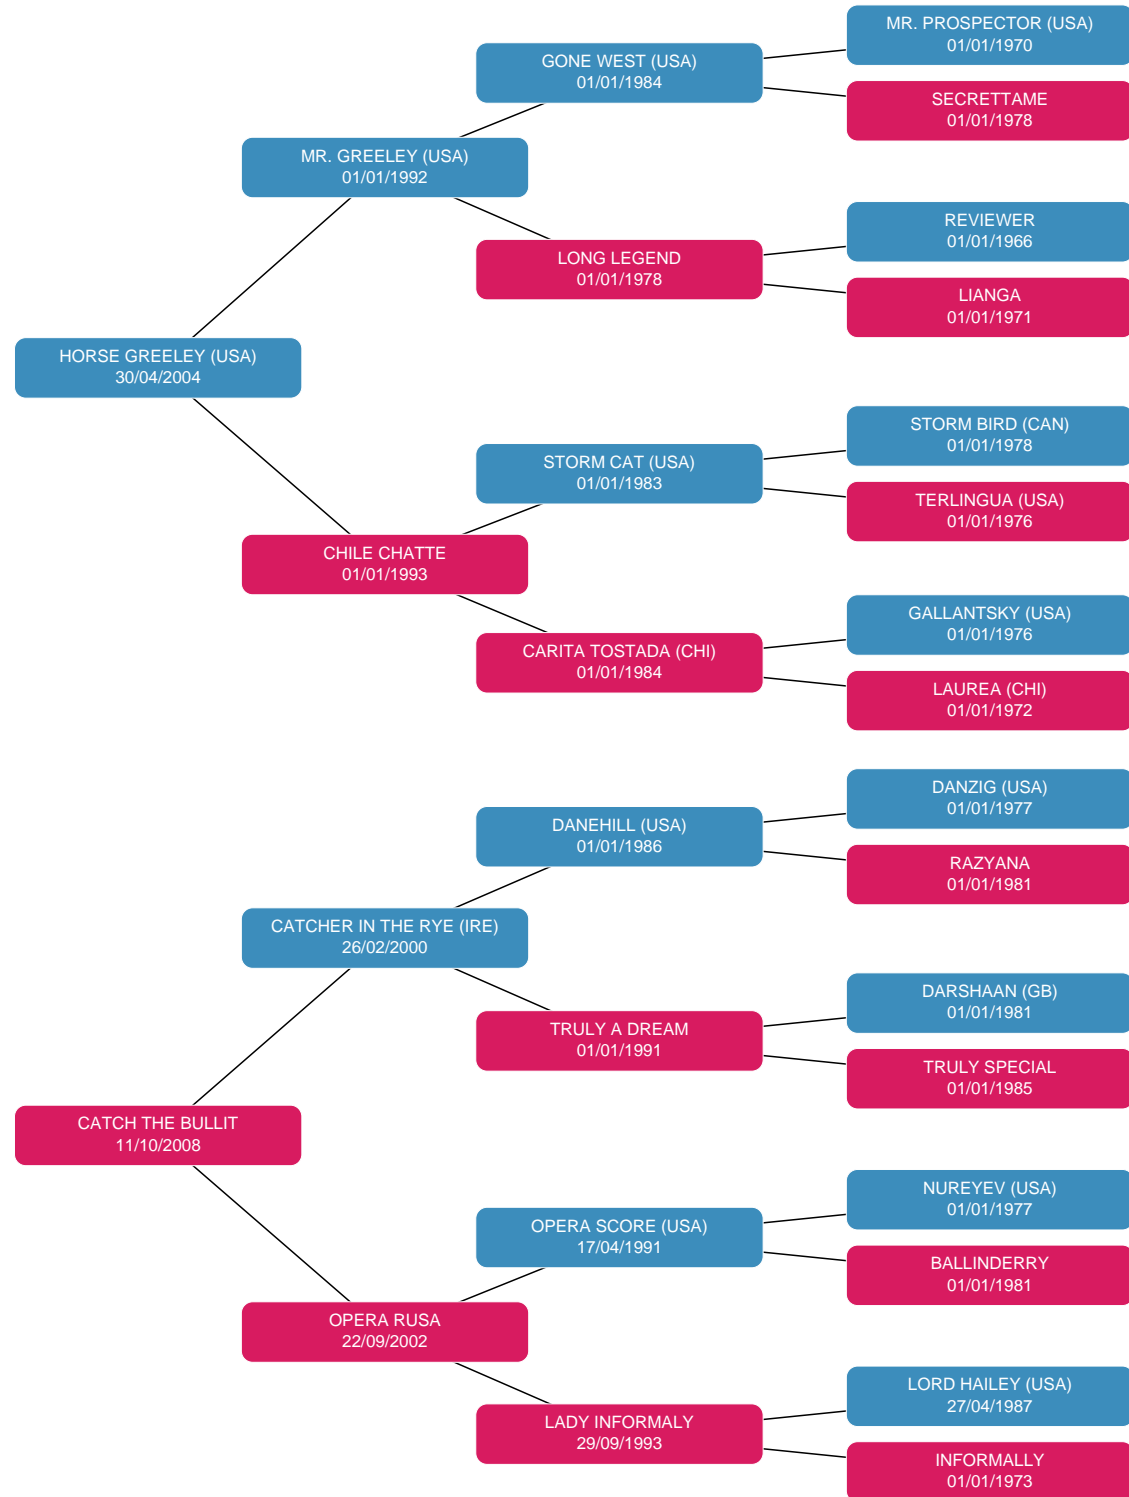 MR. PROSPECTOR (USA)
01/01/1970
GONE WEST (USA)
01/01/1984
SECRETTAME
01/01/1978
MR. GREELEY (USA)
01/01/1992
REVIEWER
01/01/1966
LONG LEGEND
01/01/1978
LIANGA
01/01/1971
HORSE GREELEY (USA)
30/04/2004
STORM BIRD (CAN)
01/01/1978
STORM CAT (USA)
01/01/1983
TERLINGUA (USA)
01/01/1976
CHILE CHATTE
01/01/1993
GALLANTSKY (USA)
01/01/1976
CARITA TOSTADA (CHI)
01/01/1984
LAUREA (CHI)
01/01/1972
DANZIG (USA)
01/01/1977
DANEHILL (USA)
01/01/1986
RAZYANA
01/01/1981
CATCHER IN THE RYE (IRE)
26/02/2000
DARSHAAN (GB)
01/01/1981
TRULY A DREAM
01/01/1991
TRULY SPECIAL
01/01/1985
CATCH THE BULLIT
11/10/2008
NUREYEV (USA)
01/01/1977
OPERA SCORE (USA)
17/04/1991
BALLINDERRY
01/01/1981
OPERA RUSA
22/09/2002
LORD HAILEY (USA)
27/04/1987
LADY INFORMALY
29/09/1993
INFORMALLY
01/01/1973